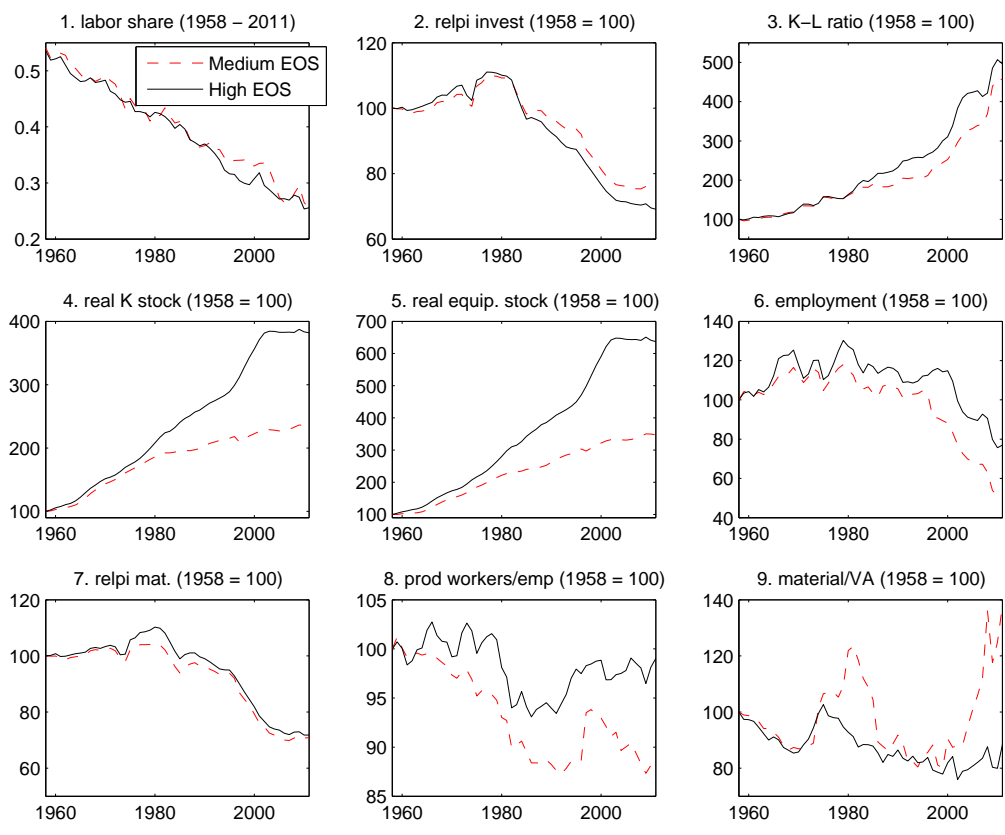 1. labor share (1958 − 2011)
0.5
0.4
0.3
0.2
1960 1980 2000
Medium EOS
High EOS
2. relpi invest (1958 = 100)
120
100
80
60
1960 1980 2000
3. K−L ratio (1958 = 100)
500
400
300
200
100
1960 1980 2000
4. real K stock (1958 = 100)
400
300
200
100
1960 1980 2000
5. real equip. stock (1958 = 100)
700
600
500
400
300
200
100
1960 1980 2000
6. employment (1958 = 100)
140
120
100
80
60
40
1960 1980 2000
7. relpi mat. (1958 = 100)
120
100
80
60
1960 1980 2000
8. prod workers/emp (1958 = 100)
105
100
95
90
85
1960 1980 2000
9. material/VA (1958 = 100)
140
120
100
80
1960 1980 2000